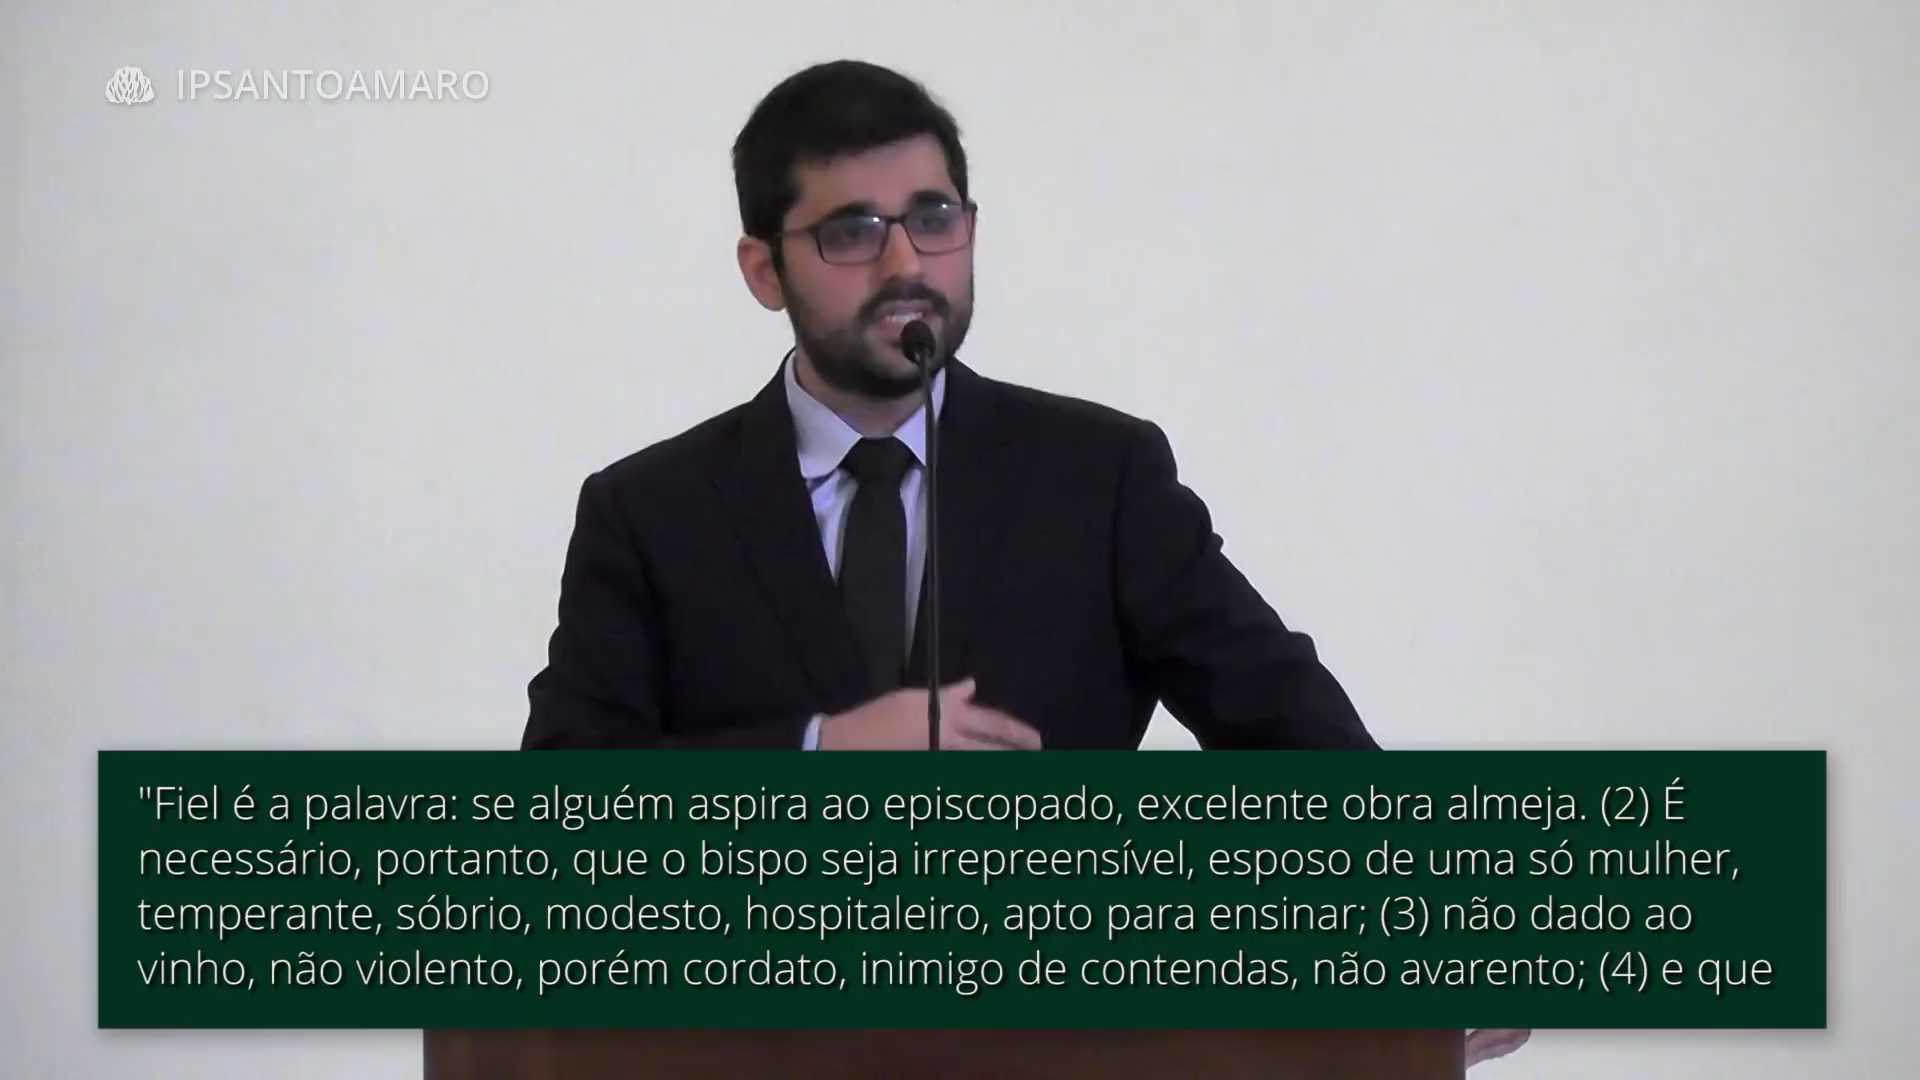 IPSANTOAMARO
"Fiel é a palavra: se alguém aspira ao episcopado, excelente obra almeja. (2) É
necessário, portanto, que o bispo seja irrepreensível, esposo de uma só mulher,
temperante, sóbrio, modesto, hospitaleiro, apto para ensinar; (3) não dado ao
vinho, não violento, porém cordato, inimigo de contendas, não avarento; (4) e que